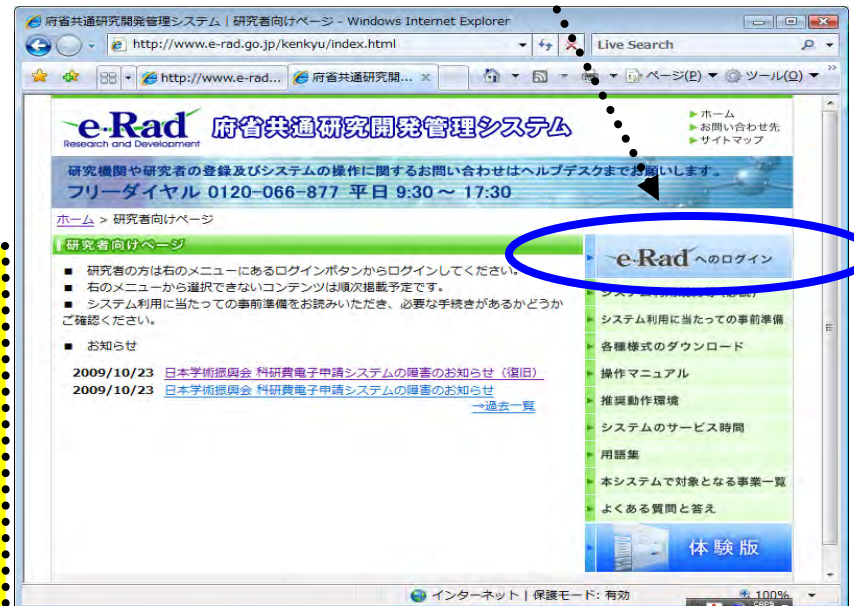 府省共通研究開発管理システム | 研究者向けページ - Windows Internet Explorer
http://www.e-rad.go.jp/kenkyu/index.html
Live Search
http://www.e-rad...
府省共通研究開...
ページ(P)
ツール(O)
e-Rad
Research and Development
府省共通研究開発管理システム
ホーム
お問い合わせ先
サイトマップ
研究機関や研究者の登録及びシステムの操作に関するお問い合わせはヘルプデスクまでお願いします。
フリーダイヤル 0120-066-877 平日 9:30 ~ 17:30
ホーム > 研究者向けページ
研究者向けページ
■ 研究者の方は右のメニューにあるログインボタンからログインしてください。
■ 右のメニューから選択できないコンテンツは順次掲載予定です。
■ システム利用に当たっての事前準備をお読みいただき、必要な手続きがあるかどうか
ご確認ください。
■ お知らせ
2009/10/23 日本学術振興会 科研費電子申請システムの障害のお知らせ（復旧）
2009/10/23 日本学術振興会 科研費電子申請システムの障害のお知らせ
→過去一覧
e-Radへのログイン
システム利用に当たっての事前準備
各種様式のダウンロード
操作マニュアル
推奨動作環境
システムのサービス時間
用語集
本システムで対象となる事業一覧
よくある質問と答え
体験版
インターネット | 保護モード: 有効
100%